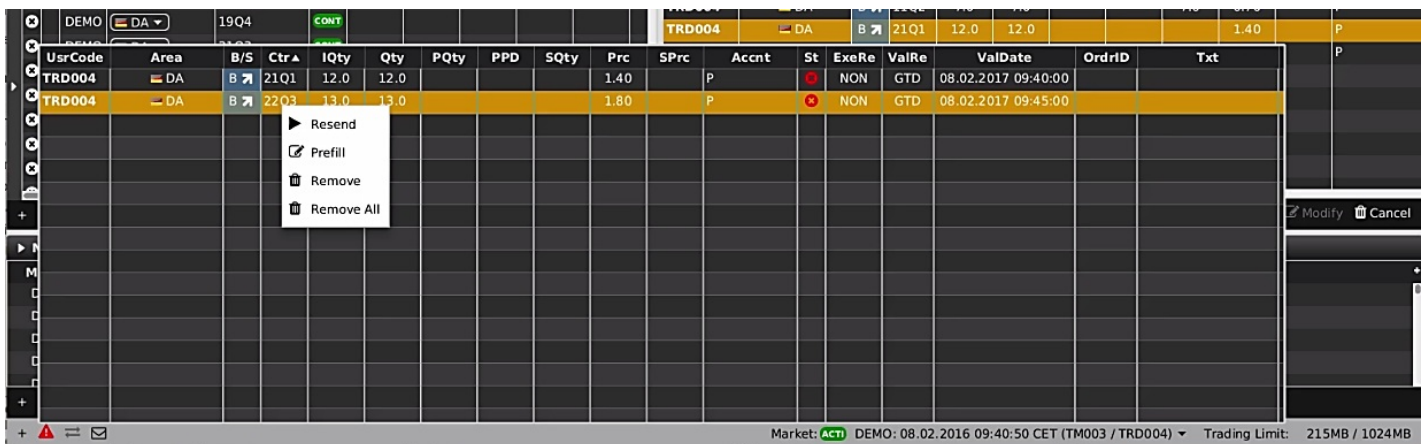 DEMO DA 19Q4 CONT
TRD004 DA B 21Q1 12.0 12.0 1.40 P
P
UsrCode Area B/S Ctr IQty Qty PQty PPD SQty Prc SPrc Accnt St ExeRe ValRe ValDate OrdrID Txt
TRD004 DA B 21Q1 12.0 12.0 1.40 P NON GTD 08.02.2017 09:40:00
TRD004 DA B 22Q3 13.0 13.0 1.80 P NON GTD 08.02.2017 09:45:00
Resend
Prefill
Remove
Remove All
+ Modify Cancel
M
+
+ Market: ACTI DEMO: 08.02.2016 09:40:50 CET (TM003 / TRD004) Trading Limit: 215MB / 1024MB